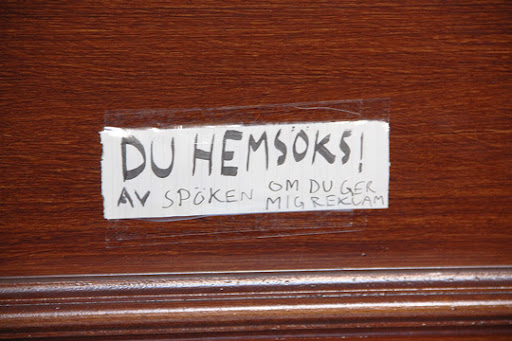 DU HEMSÖKS!
AV SPÖKEN OM DU GER
MIG REKLAM